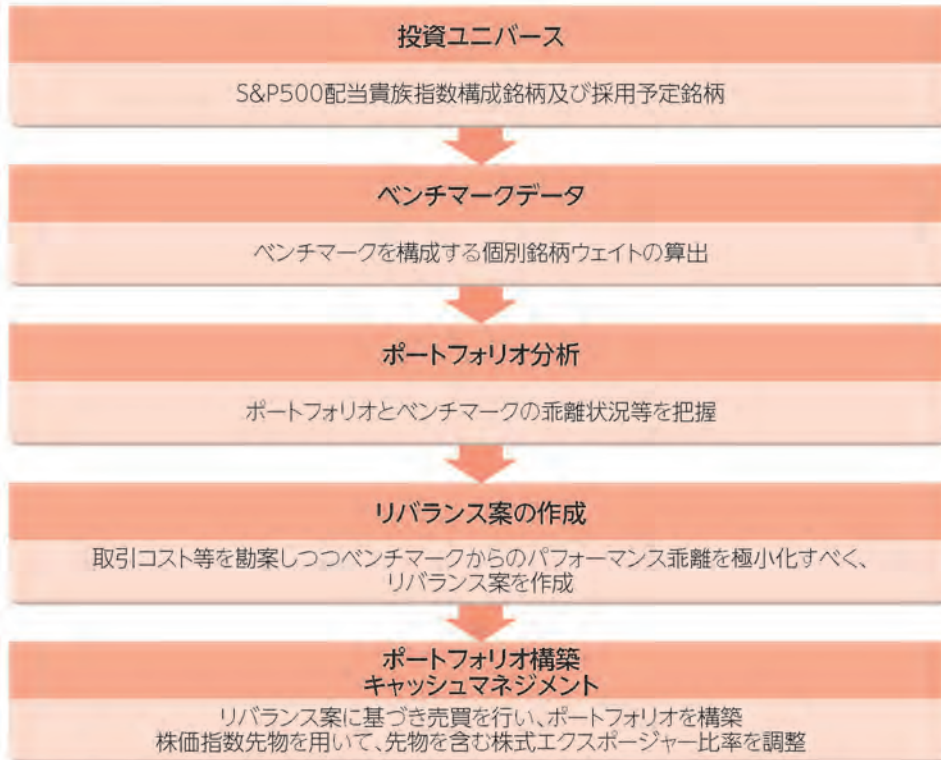 投資ユニバース
S&P500配当貴族指数構成銘柄及び採用予定銘柄
ベンチマークデータ
ベンチマークを構成する個別銘柄ウェイトの算出
ポートフォリオ分析
ポートフォリオとベンチマークの乖離状況等を把握
リバランス案の作成
取引コスト等を勘案しつつベンチマークからのパフォーマンス乖離を極小化すべく、
リバランス案を作成
ポートフォリオ構築
キャッシュマネジメント
リバランス案に基づき売買を行い、ポートフォリオを構築
株価指数先物を用いて、先物を含む株式エクスポージャー比率を調整